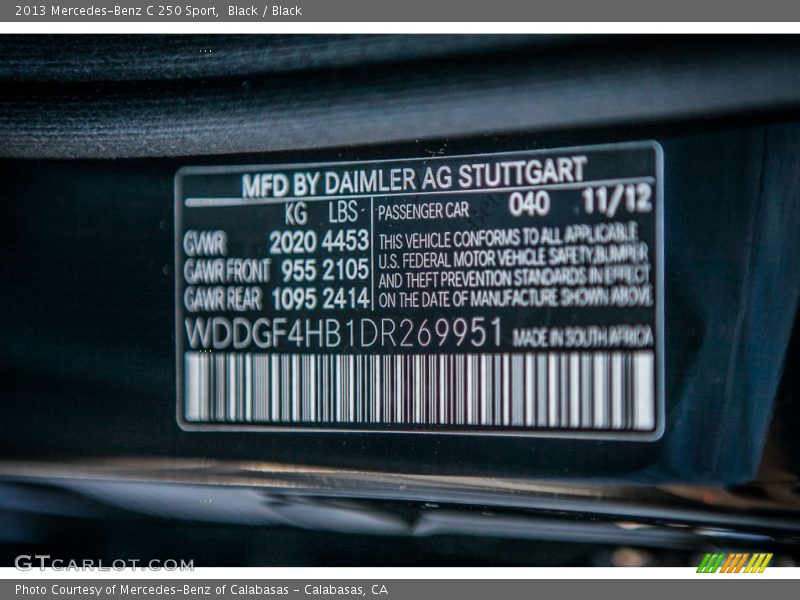 2013 Mercedes-Benz C 250 Sport, Black / Black
MFD BY DAIMLER AG STUTTGART
KG LBS PASSENGER CAR 040 11/12
GVWR 2020 4453 THIS VEHICLE CONFORMS TO ALL APPLICABLE
GAWR FRONT 955 2105 U.S. FEDERAL MOTOR VEHICLE SAFETY, BUMPER
AND THEFT PREVENTION STANDARDS IN EFFECT
GAWR REAR 1095 2414 ON THE DATE OF MANUFACTURE SHOWN ABOVE
WDDGF4HB1DR269951 MADE IN SOUTH AFRICA
GTCARLOT.COM
Photo Courtesy of Mercedes-Benz of Calabasas - Calabasas, CA